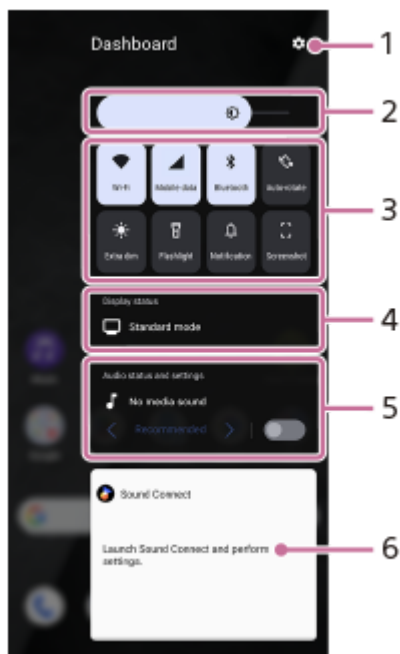 Dashboard
1
2
Wi-Fi Mobile data Bluetooth Auto-rotate
3
Extra dim Flashlight Notification Screenshot
Display status
Standard mode
4
Audio status and settings
No media sound
Recommended
5
Sound Connect
Launch Sound Connect and perform
settings.
6